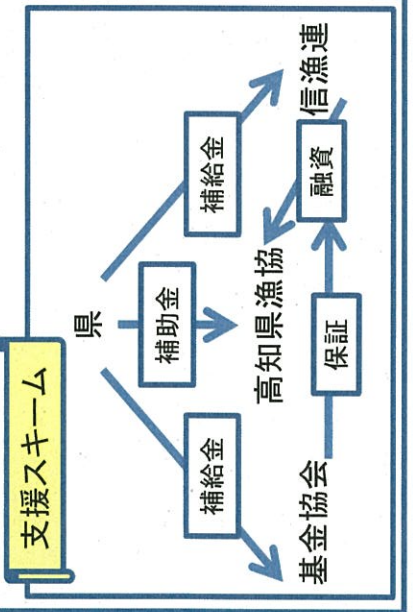 支援スキーム
県
補給金
補助金
補給金
高知県漁協
融資
信漁連
基金協会
保証